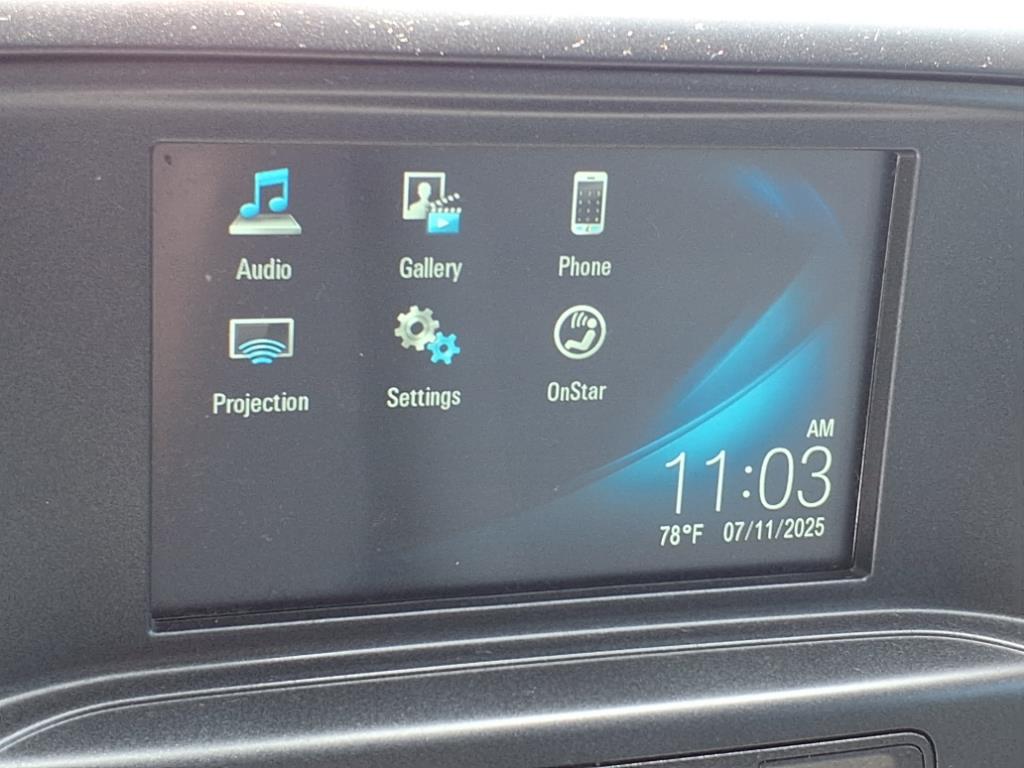 Audio Gallery Phone
Projection Settings OnStar
AM
11:03
78°F 07/11/2025